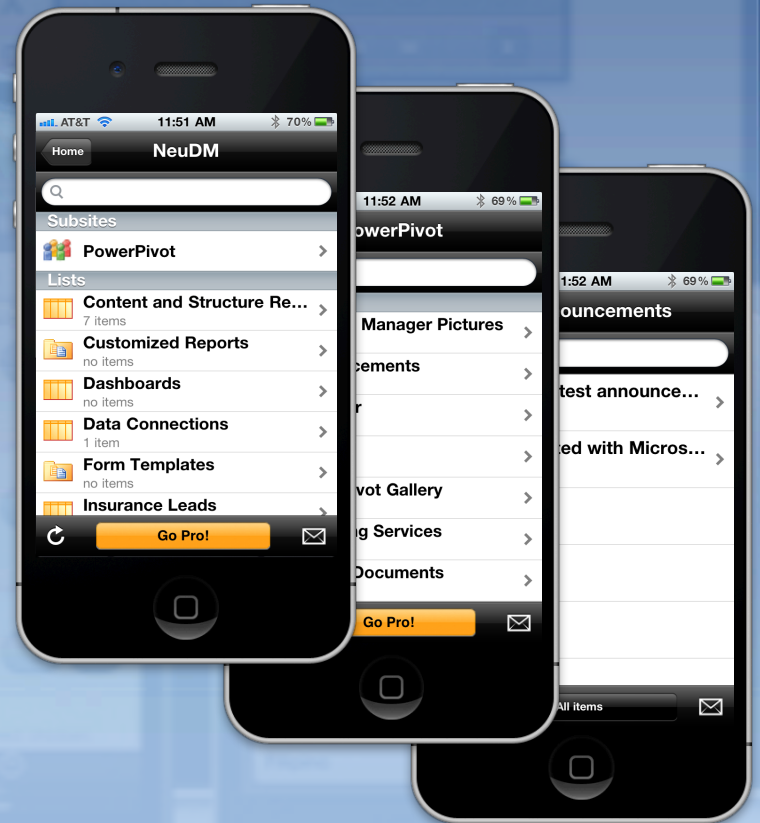 AT&T 11:51 AM 70%
Home NeuDM
Subsites
PowerPivot
Lists
Content and Structure Re...
7 items
Customized Reports
no items
Dashboards
no items
Data Connections
1 item
Form Templates
no items
Insurance Leads
Go Pro!
11:52 AM 69%
owerPivot
Manager Pictures
cements
r
vot Gallery
g Services
Documents
Go Pro!
1:52 AM 69%
ouncements
test announce...
ted with Micros...
All items